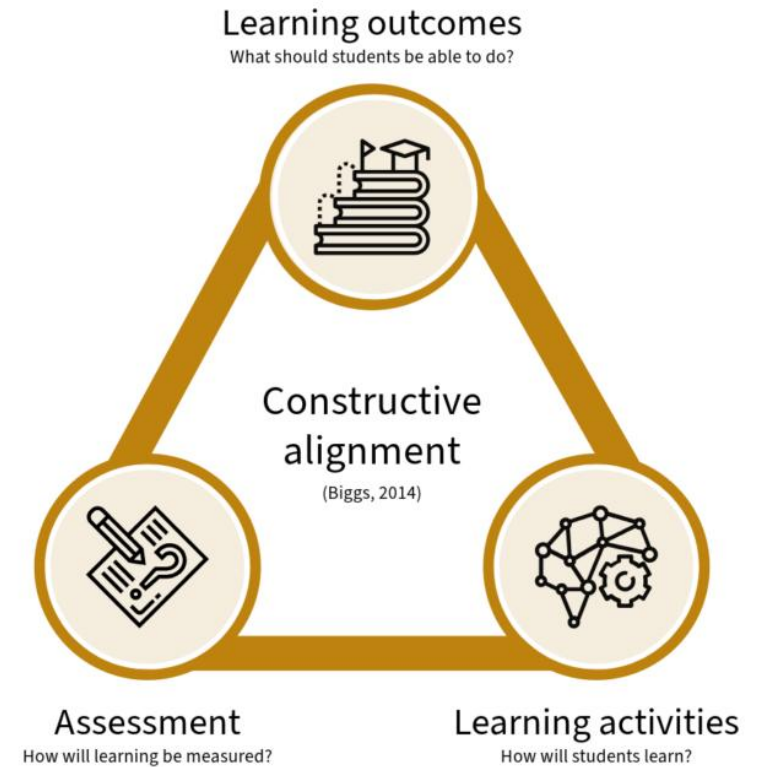 Learning outcomes
What should students be able to do?
Constructive
alignment
(Biggs, 2014)
Assessment
How will learning be measured?
Learning activities
How will students learn?